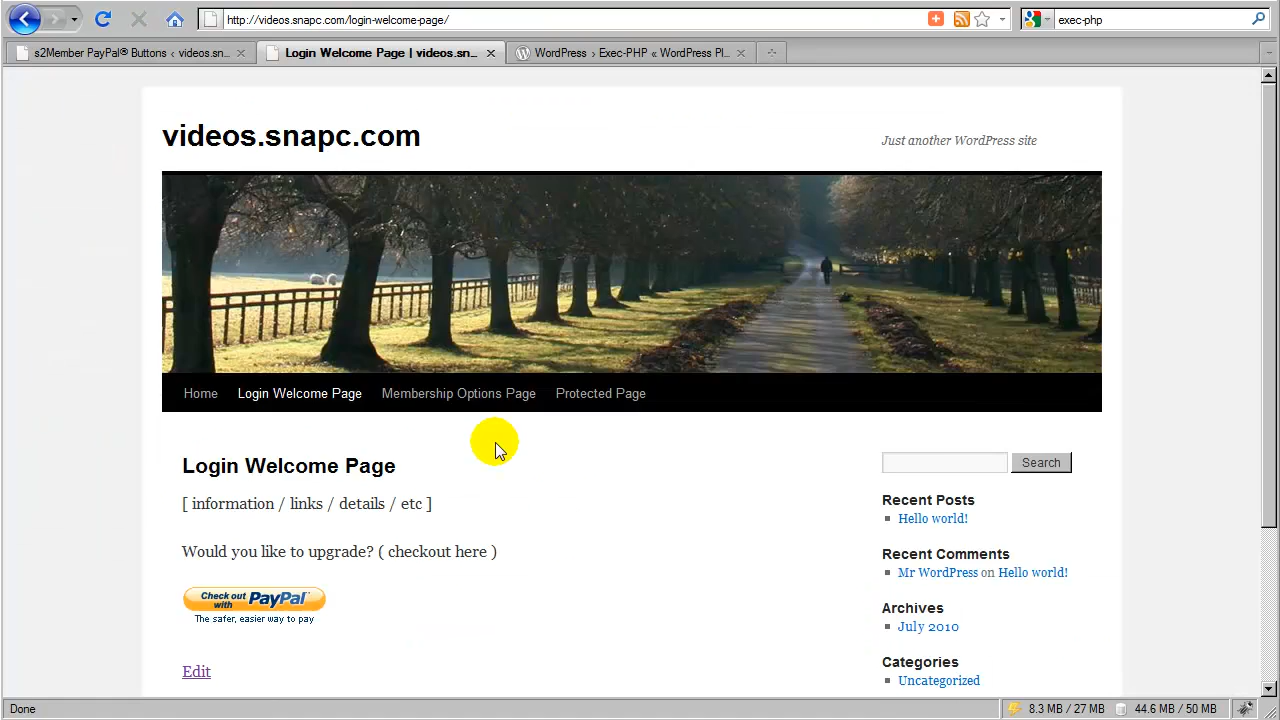 http://videos.snapc.com/login-welcome-page/
exec-php
s2Member PayPal® Buttons ‹ videos.sn...
Login Welcome Page | videos.sn...
WordPress › Exec-PHP « WordPress Pl...
videos.snapc.com
Just another WordPress site
Home Login Welcome Page Membership Options Page Protected Page
Login Welcome Page
[ information / links / details / etc ]
Would you like to upgrade? ( checkout here )
Check out
with PayPal
The safer, easier way to pay
Edit
Search
Recent Posts
Hello world!
Recent Comments
Mr WordPress on Hello world!
Archives
July 2010
Categories
Uncategorized
Done
8.3 MB / 27 MB
44.6 MB / 50 MB